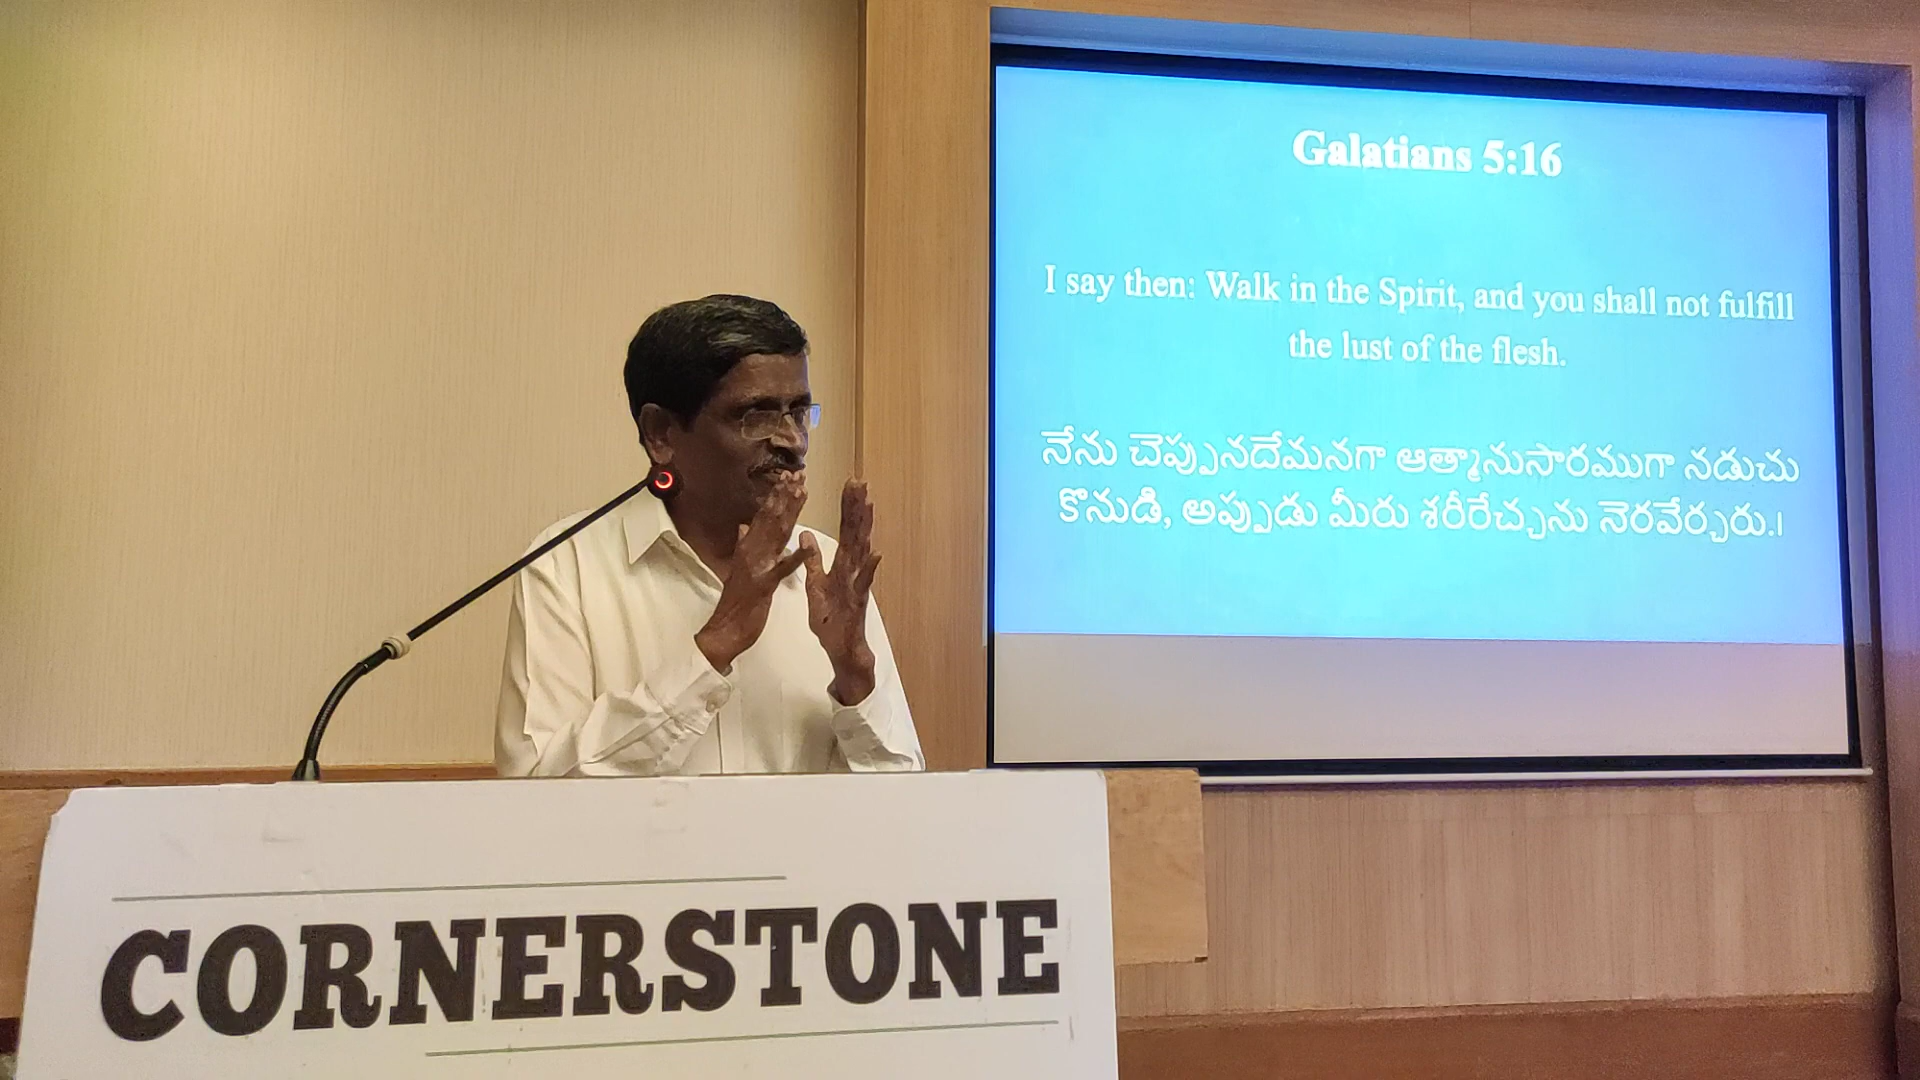 Galatians 5:16
I say then: Walk in the Spirit, and you shall not fulfill
the lust of the flesh.
నేను చెప్పునదేమనగా ఆత్మానుసారముగా నడుచు
కొనుడి, అప్పుడు మీరు శరీరేచ్ఛను నెరవేర్చరు.।
CORNERSTONE